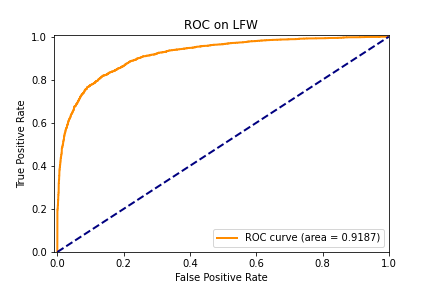 ROC on LFW
1.0
0.8
0.6
0.4
0.2
0.0
True Positive Rate
ROC curve (area = 0.9187)
0.0 0.2 0.4 0.6 0.8 1.0
False Positive Rate